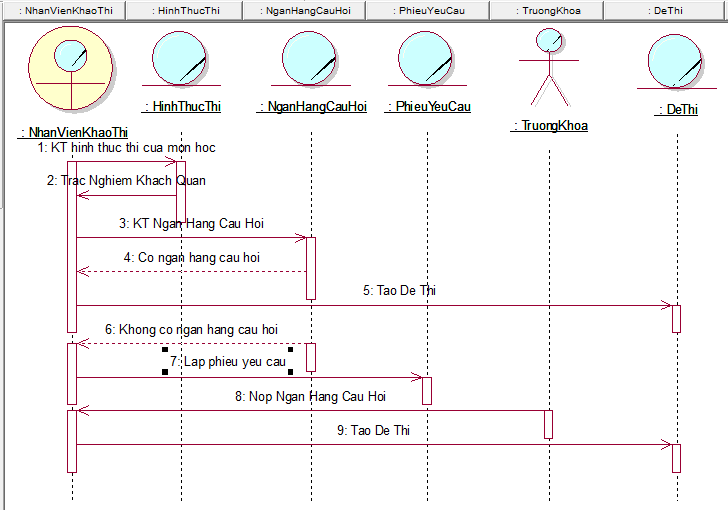 : NhanVienKhaoThi
: HinhThucThi
: NganHangCauHoi
: PhieuYeuCau
: TruongKhoa
: DeThi
: HinhThucThi
: NganHangCauHoi
: PhieuYeuCau
: DeThi
: NhanVienKhaoThi
: TruongKhoa
1: KT hinh thuc thi cua mon hoc
2: Trac Nghiem Khach Quan
3: KT Ngan Hang Cau Hoi
4: Co ngan hang cau hoi
5: Tao De Thi
6: Khong co ngan hang cau hoi
7: Lap phieu yeu cau
8: Nop Ngan Hang Cau Hoi
9: Tao De Thi